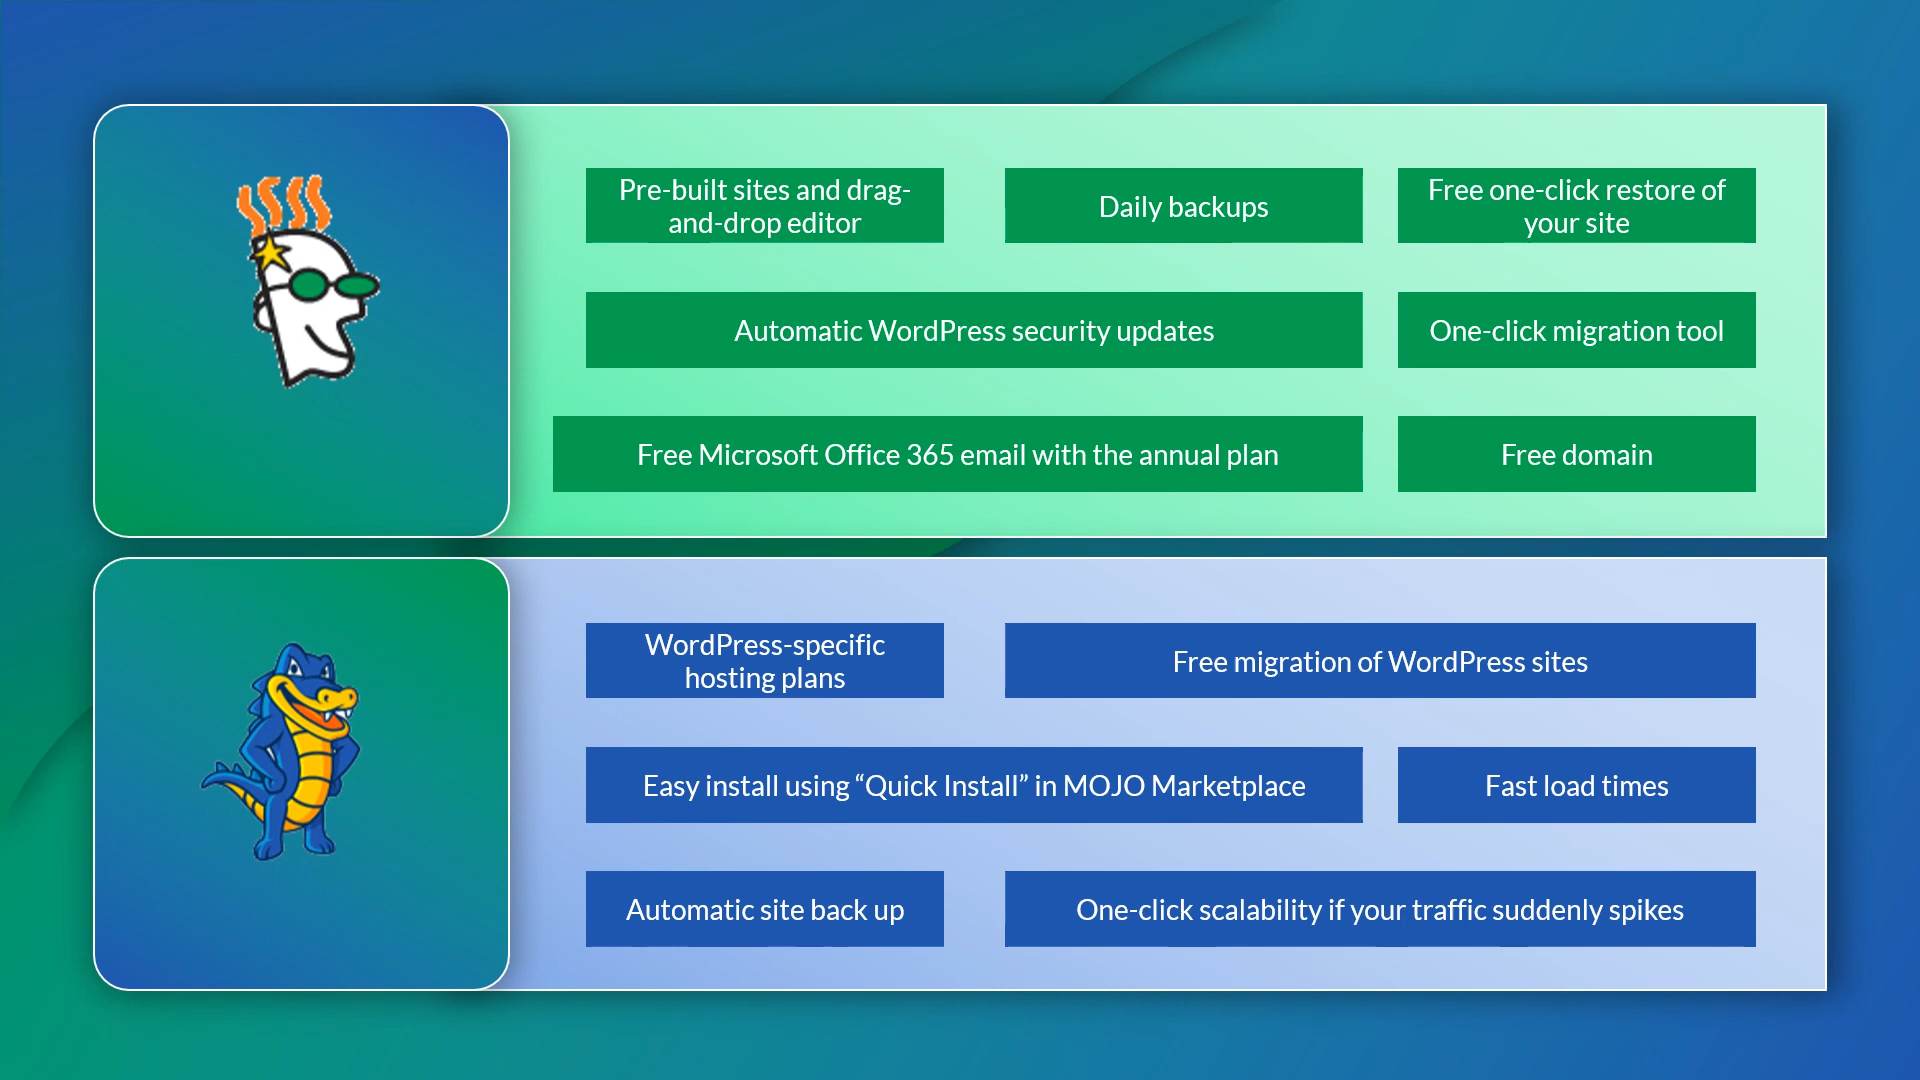 Pre-built sites and drag-
and-drop editor
Daily backups
Free one-click restore of
your site
Automatic WordPress security updates
One-click migration tool
Free Microsoft Office 365 email with the annual plan
Free domain
WordPress-specific
hosting plans
Free migration of WordPress sites
Easy install using “Quick Install” in MOJO Marketplace
Fast load times
Automatic site back up
One-click scalability if your traffic suddenly spikes